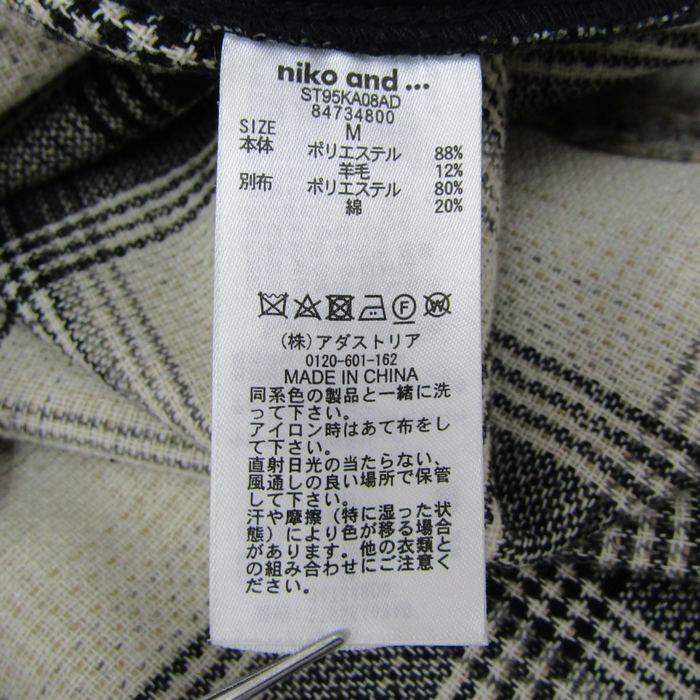 niko and ...
ST95KA08AD
84734800
SIZE M
本体 ポリエステル 88%
羊毛 12%
別布 ポリエステル 80%
綿 20%
F
(株)アダストリア
0120-601-162
MADE IN CHINA
同系色の製品と一緒に洗
って下さい。
アイロン時はあて布をし
て下さい。
直射日光の当たらない、
風通しの良い場所で保管
して下さい。
汗や摩擦(特に湿った状
態)により色が移る場合
があります。他の衣類と
の組み合わせにご注意く
ださい。